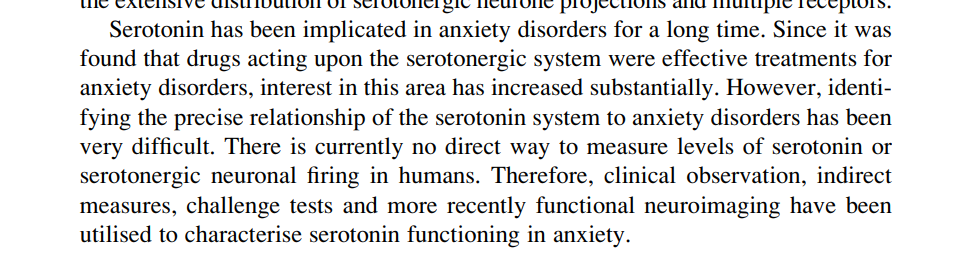 the extensive distribution of serotonergic neurone projections and multiple receptors.
Serotonin has been implicated in anxiety disorders for a long time. Since it was
found that drugs acting upon the serotonergic system were effective treatments for
anxiety disorders, interest in this area has increased substantially. However, identi-
fying the precise relationship of the serotonin system to anxiety disorders has been
very difficult. There is currently no direct way to measure levels of serotonin or
serotonergic neuronal firing in humans. Therefore, clinical observation, indirect
measures, challenge tests and more recently functional neuroimaging have been
utilised to characterise serotonin functioning in anxiety.